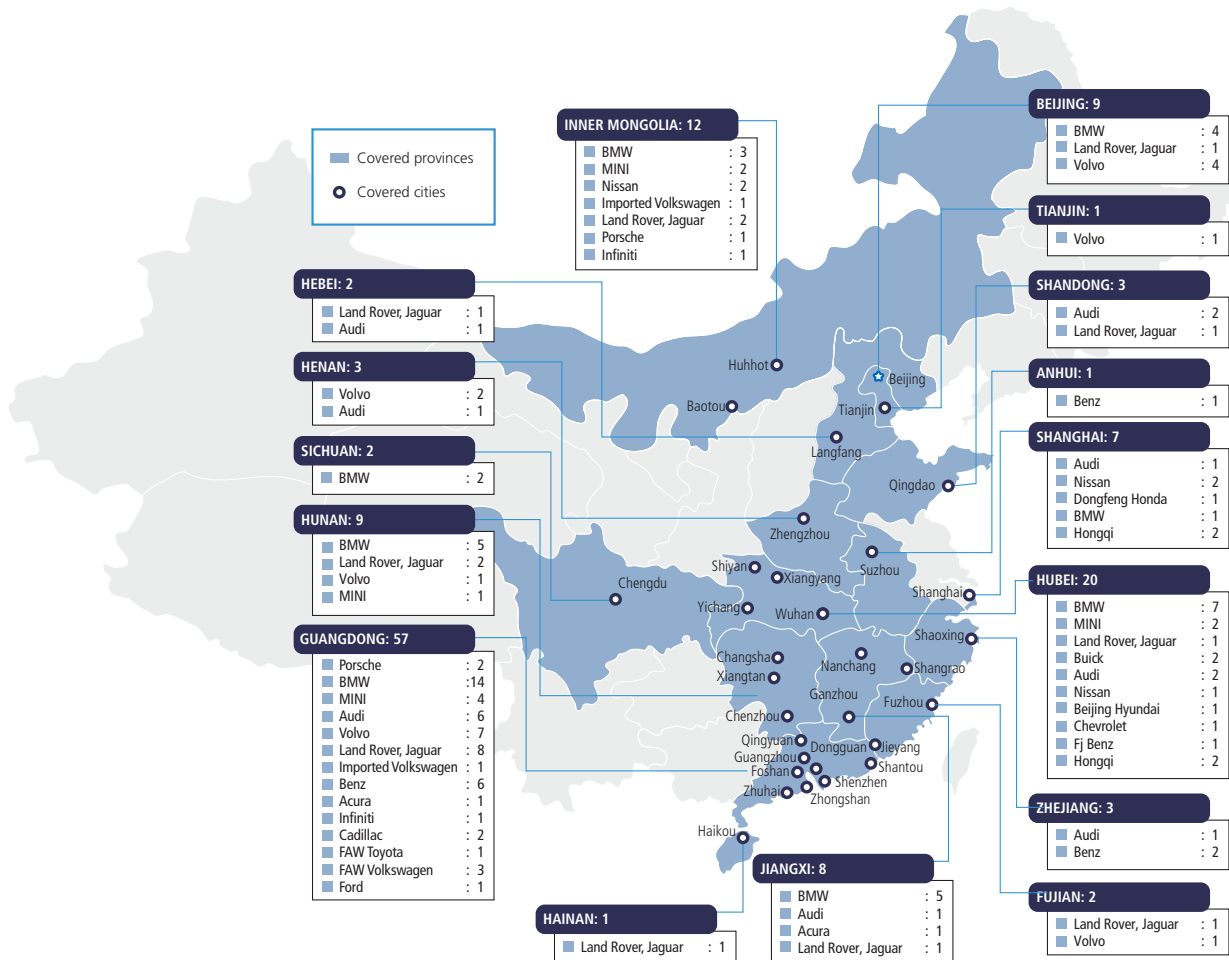 Covered provinces
Covered cities
INNER MONGOLIA: 12
BMW : 3
MINI : 2
Nissan : 2
Imported Volkswagen : 1
Land Rover, Jaguar : 2
Porsche : 1
Infiniti : 1
BEIJING: 9
BMW : 4
Land Rover, Jaguar : 1
Volvo : 4
TIANJIN: 1
Volvo : 1
HEBEI: 2
Land Rover, Jaguar : 1
Audi : 1
SHANDONG: 3
Audi : 2
Land Rover, Jaguar : 1
HENAN: 3
Volvo : 2
Audi : 1
ANHUI: 1
Benz : 1
SICHUAN: 2
BMW : 2
SHANGHAI: 7
Audi : 1
Nissan : 2
Dongfeng Honda : 1
BMW : 1
Hongqi : 2
HUNAN: 9
BMW : 5
Land Rover, Jaguar : 2
Volvo : 1
MINI : 1
HUBEI: 20
BMW : 7
MINI : 2
Land Rover, Jaguar : 1
Buick : 2
Audi : 2
Nissan : 1
Beijing Hyundai : 1
Chevrolet : 1
Fj Benz : 1
Hongqi : 2
GUANGDONG: 57
Porsche : 2
BMW :14
MINI : 4
Audi : 6
Volvo : 7
Land Rover, Jaguar : 8
Imported Volkswagen : 1
Benz : 6
Acura : 1
Infiniti : 1
Cadillac : 2
FAW Toyota : 1
FAW Volkswagen : 3
Ford : 1
ZHEJIANG: 3
Audi : 1
Benz : 2
JIANGXI: 8
BMW : 5
Audi : 1
Acura : 1
Land Rover, Jaguar : 1
FUJIAN: 2
Land Rover, Jaguar : 1
Volvo : 1
HAINAN: 1
Land Rover, Jaguar : 1
Huhhot
Baotou
Beijing
Tianjin
Langfang
Qingdao
Zhengzhou
Suzhou
Shiyan
Xiangyang
Chengdu
Yichang
Wuhan
Shanghai
Shaoxing
Changsha
Nanchang
Shangrao
Xiangtan
Ganzhou
Fuzhou
Chenzhou
Qingyuan
Dongguan
Jieyang
Guangzhou
Shantou
Foshan
Shenzhen
Zhuhai
Zhongshan
Haikou